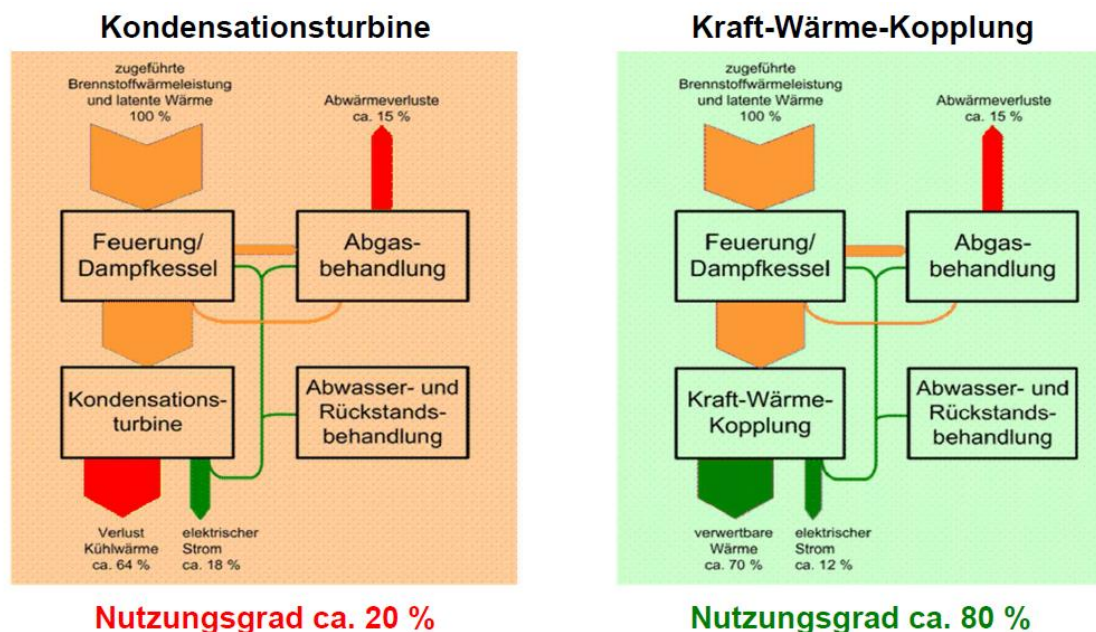 Kondensationsturbine
zugeführte
Brennstoffwärmeleistung
und latente Wärme
100 %
Abwärmeverluste
ca. 15 %
Feuerung/
Dampfkessel
Abgas-
behandlung
Kondensations-
turbine
Abwasser- und
Rückstands-
behandlung
Verlust
Kühlwärme
ca. 64 %
elektrischer
Strom
ca. 18 %
Nutzungsgrad ca. 20 %
Kraft-Wärme-Kopplung
zugeführte
Brennstoffwärmeleistung
und latente Wärme
100 %
Abwärmeverluste
ca. 15 %
Feuerung/
Dampfkessel
Abgas-
behandlung
Kraft-Wärme-
Kopplung
Abwasser- und
Rückstands-
behandlung
verwertbare
Wärme
ca. 70 %
elektrischer
Strom
ca. 12 %
Nutzungsgrad ca. 80 %